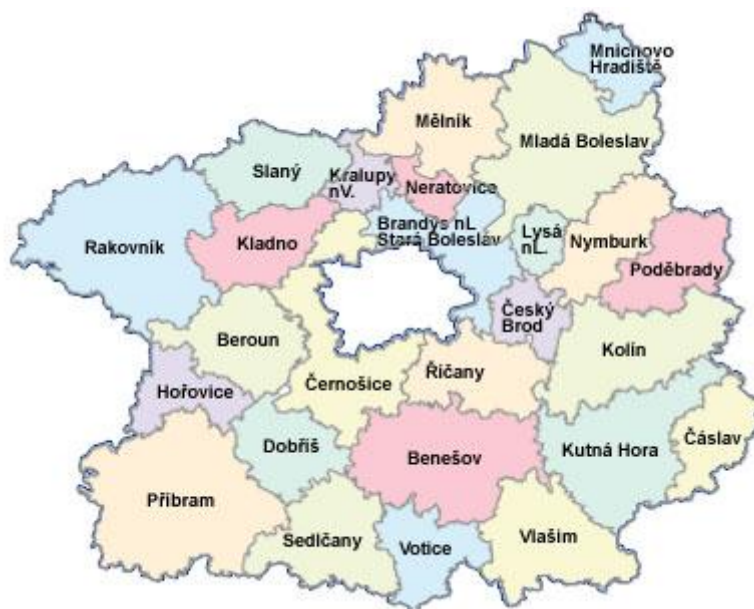 Mnichovo
Hradiště
Mělník
Mladá Boleslav
Slaný
Kralupy
nV.
Neratovice
Brandýs nL
Stará Boleslav
Lysá
nL.
Nymburk
Rakovník
Kladno
Poděbrady
Český
Brod
Beroun
Kolín
Říčany
Černošice
Hořovice
Dobříš
Benešov
Kutná Hora
Čáslav
Příbram
Sedlčany
Votice
Vlašim